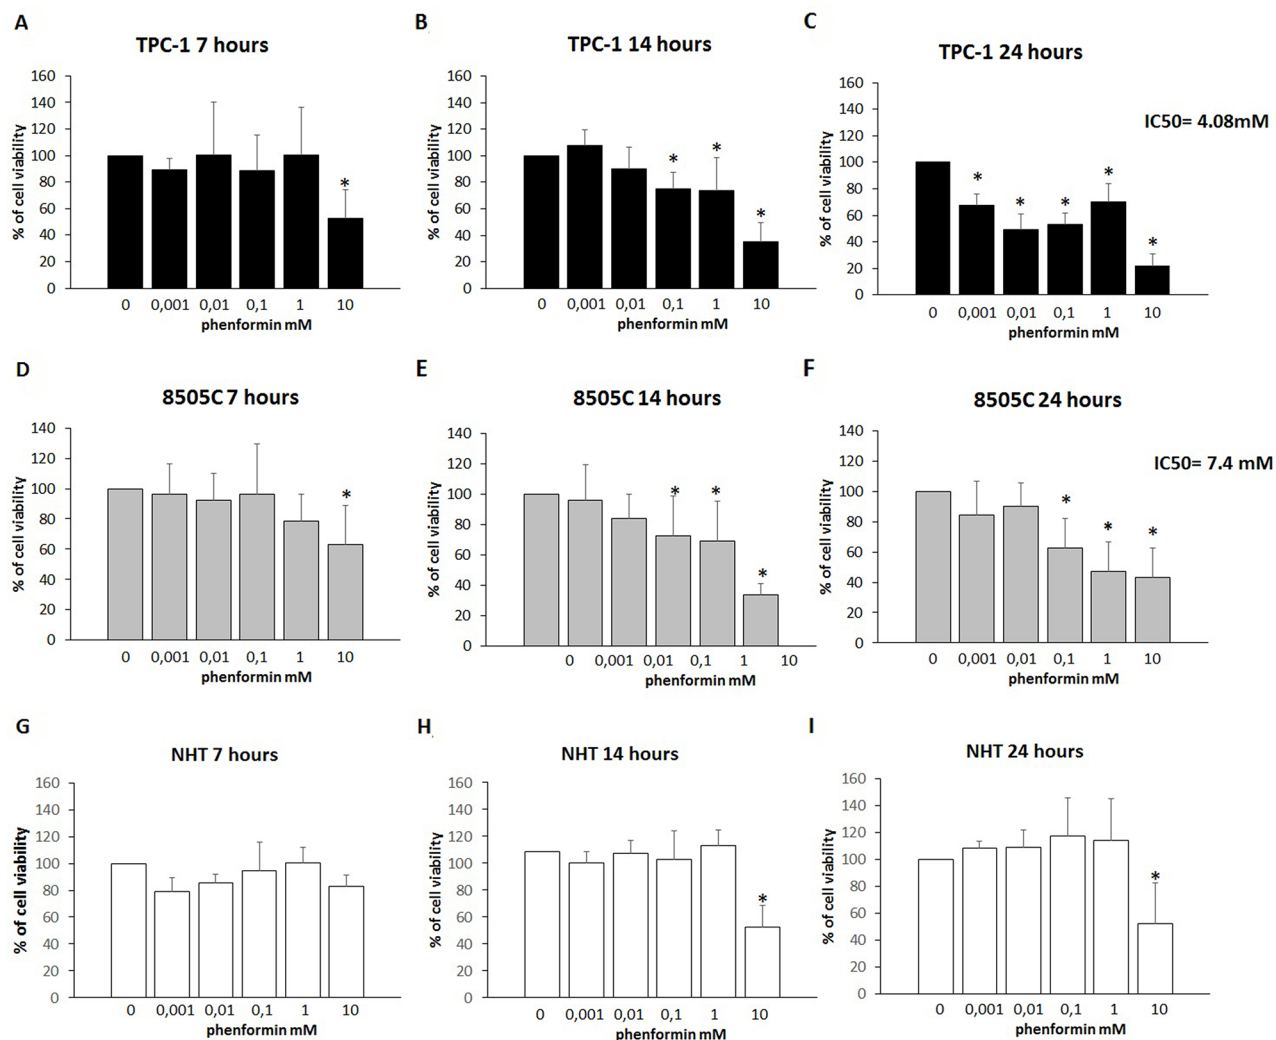 A
TPC-1 7 hours
% of cell viability
160
140
120
100
80
60
40
20
0
*
0 0,001 0,01 0,1 1 10
phenformin mM
B
TPC-1 14 hours
% of cell viability
160
140
120
100
80
60
40
20
0
* * *
0 0,001 0,01 0,1 1 10
phenformin mM
C
TPC-1 24 hours
IC50= 4.08mM
% of cell viability
160
140
120
100
80
60
40
20
0
* * * * *
0 0,001 0,01 0,1 1 10
phenformin mM
D
8505C 7 hours
% of cell viability
140
120
100
80
60
40
20
0
*
0 0,001 0,01 0,1 1 10
phenformin mM
E
8505C 14 hours
% of cell viability
140
120
100
80
60
40
20
0
* * *
0 0,001 0,01 0,1 1 10
phenformin mM
F
8505C 24 hours
IC50= 7.4 mM
% of cell viability
140
120
100
80
60
40
20
0
* * *
0 0,001 0,01 0,1 1 10
phenformin mM
G
NHT 7 hours
% of cell viability
160
140
120
100
80
60
40
20
0
0 0,001 0,01 0,1 1 10
phenformin mM
H
NHT 14 hours
% of cell viability
160
140
120
100
80
60
40
20
0
*
0 0,001 0,01 0,1 1 10
phenformin mM
I
NHT 24 hours
% of cell viability
160
140
120
100
80
60
40
20
0
*
0 0,001 0,01 0,1 1 10
phenformin mM